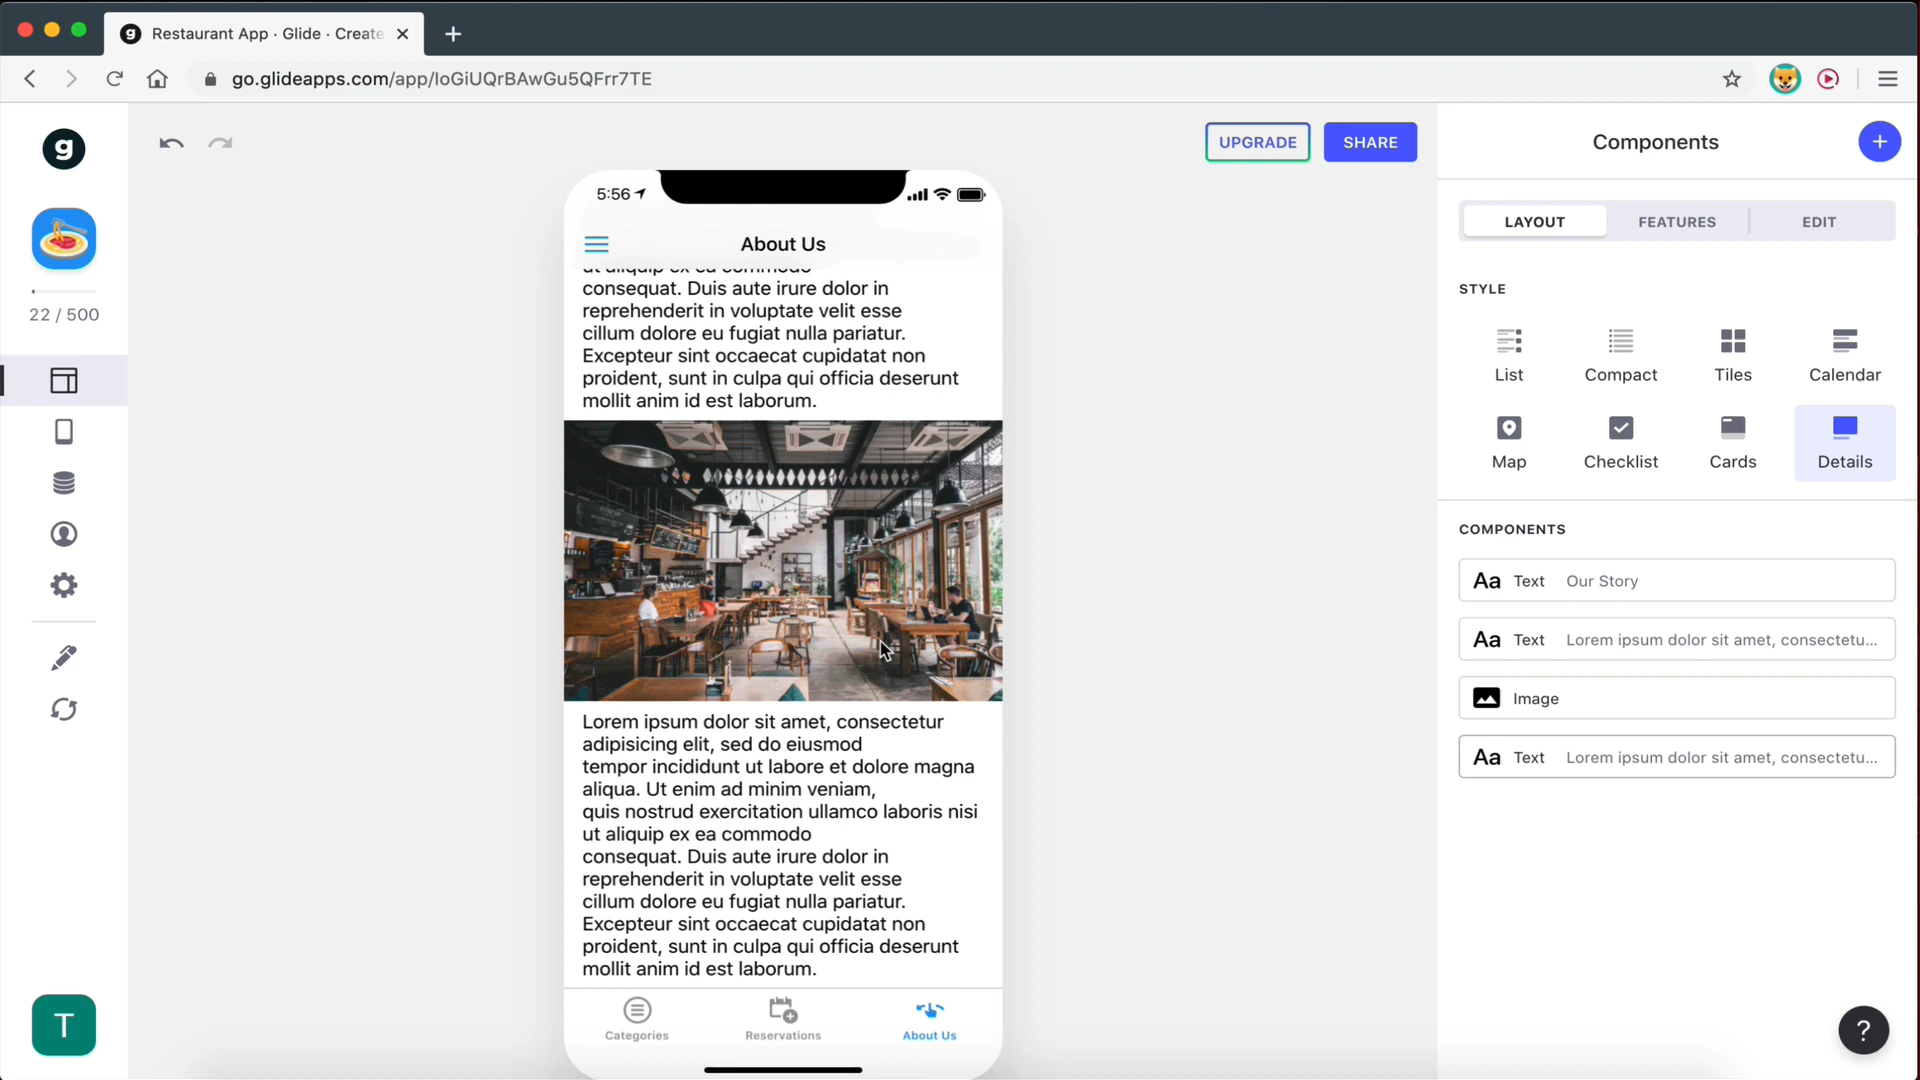 g Restaurant App · Glide · Create
go.glideapps.com/app/IoGiUQrBAwGu5QFrr7TE
g
22 / 500
T
UPGRADE
SHARE
5:56
About Us
ut aliquip ex ea commodo
consequat. Duis aute irure dolor in
reprehenderit in voluptate velit esse
cillum dolore eu fugiat nulla pariatur.
Excepteur sint occaecat cupidatat non
proident, sunt in culpa qui officia deserunt
mollit anim id est laborum.
Lorem ipsum dolor sit amet, consectetur
adipisicing elit, sed do eiusmod
tempor incididunt ut labore et dolore magna
aliqua. Ut enim ad minim veniam,
quis nostrud exercitation ullamco laboris nisi
ut aliquip ex ea commodo
consequat. Duis aute irure dolor in
reprehenderit in voluptate velit esse
cillum dolore eu fugiat nulla pariatur.
Excepteur sint occaecat cupidatat non
proident, sunt in culpa qui officia deserunt
mollit anim id est laborum.
Categories Reservations About Us
Components
LAYOUT FEATURES EDIT
STYLE
List Compact Tiles Calendar
Map Checklist Cards Details
COMPONENTS
Aa Text Our Story
Aa Text Lorem ipsum dolor sit amet, consectetu...
Image
Aa Text Lorem ipsum dolor sit amet, consectetu...
?